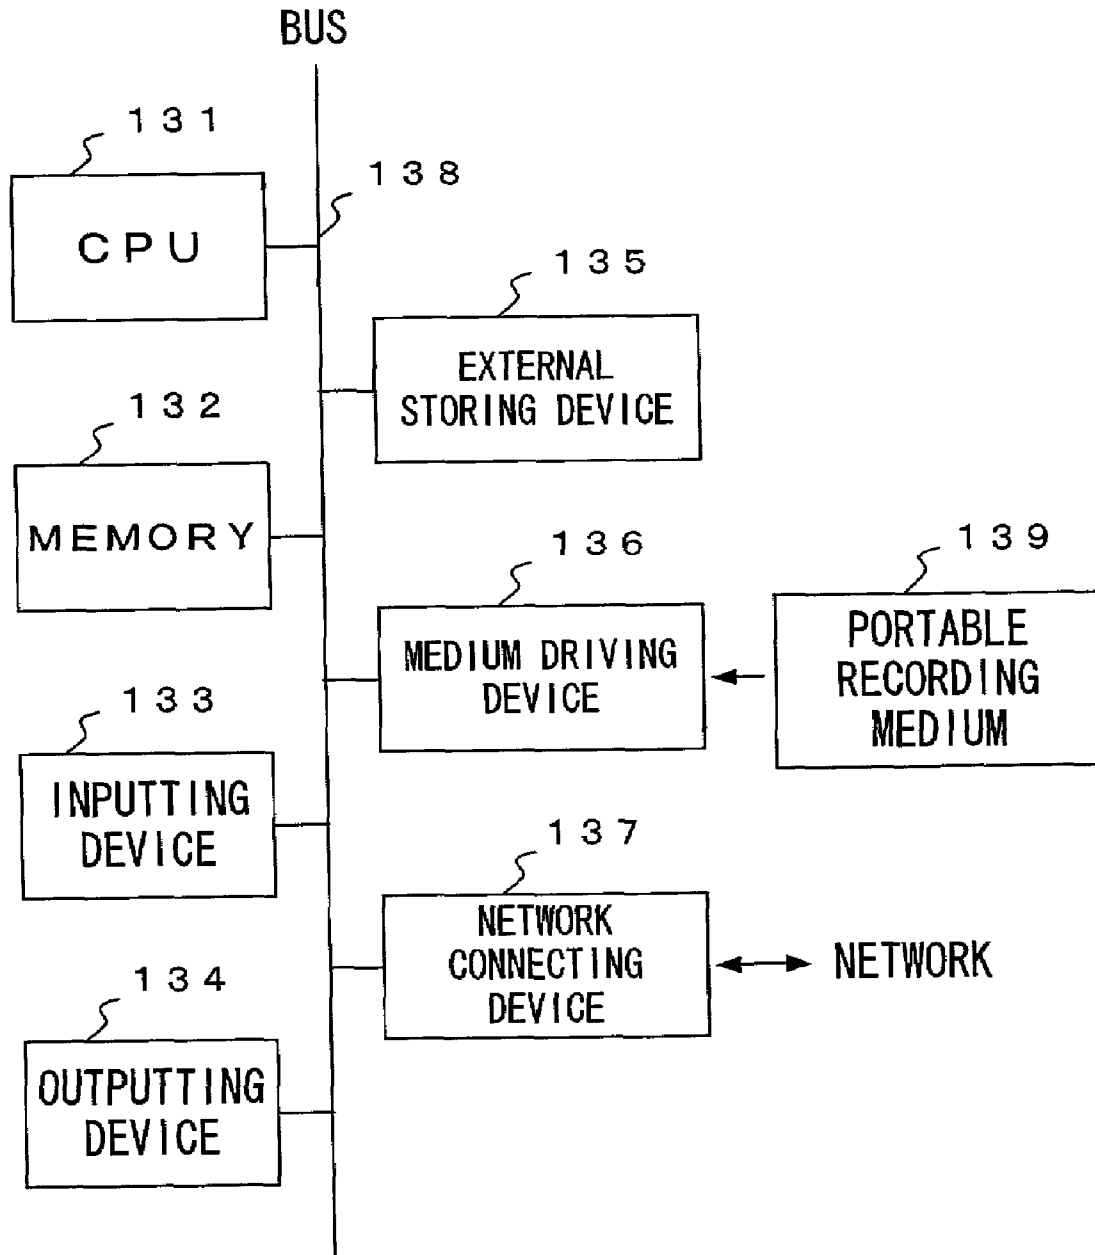 BUS
131
138
CPU
135
EXTERNAL
STORING DEVICE
132
MEMORY
136
139
MEDIUM DRIVING
DEVICE
PORTABLE
RECORDING
MEDIUM
133
INPUTTING
DEVICE
137
NETWORK
CONNECTING
DEVICE
NETWORK
134
OUTPUTTING
DEVICE